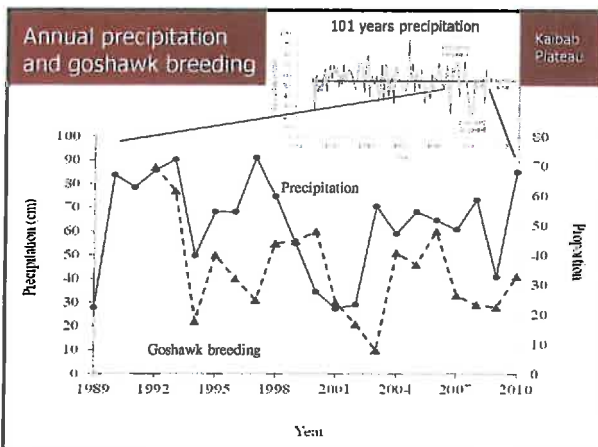 Annual precipitation
and goshawk breeding
101 years precipitation
Kaibab
Plateau
100
90
80
70
60
50
40
30
20
10
0
Precipitation (cm)
Precipitation
Goshawk breeding
80
70
60
50
40
30
20
10
0
Proportion
1989
1992
1995
1998
2001
2004
2007
2010
Year